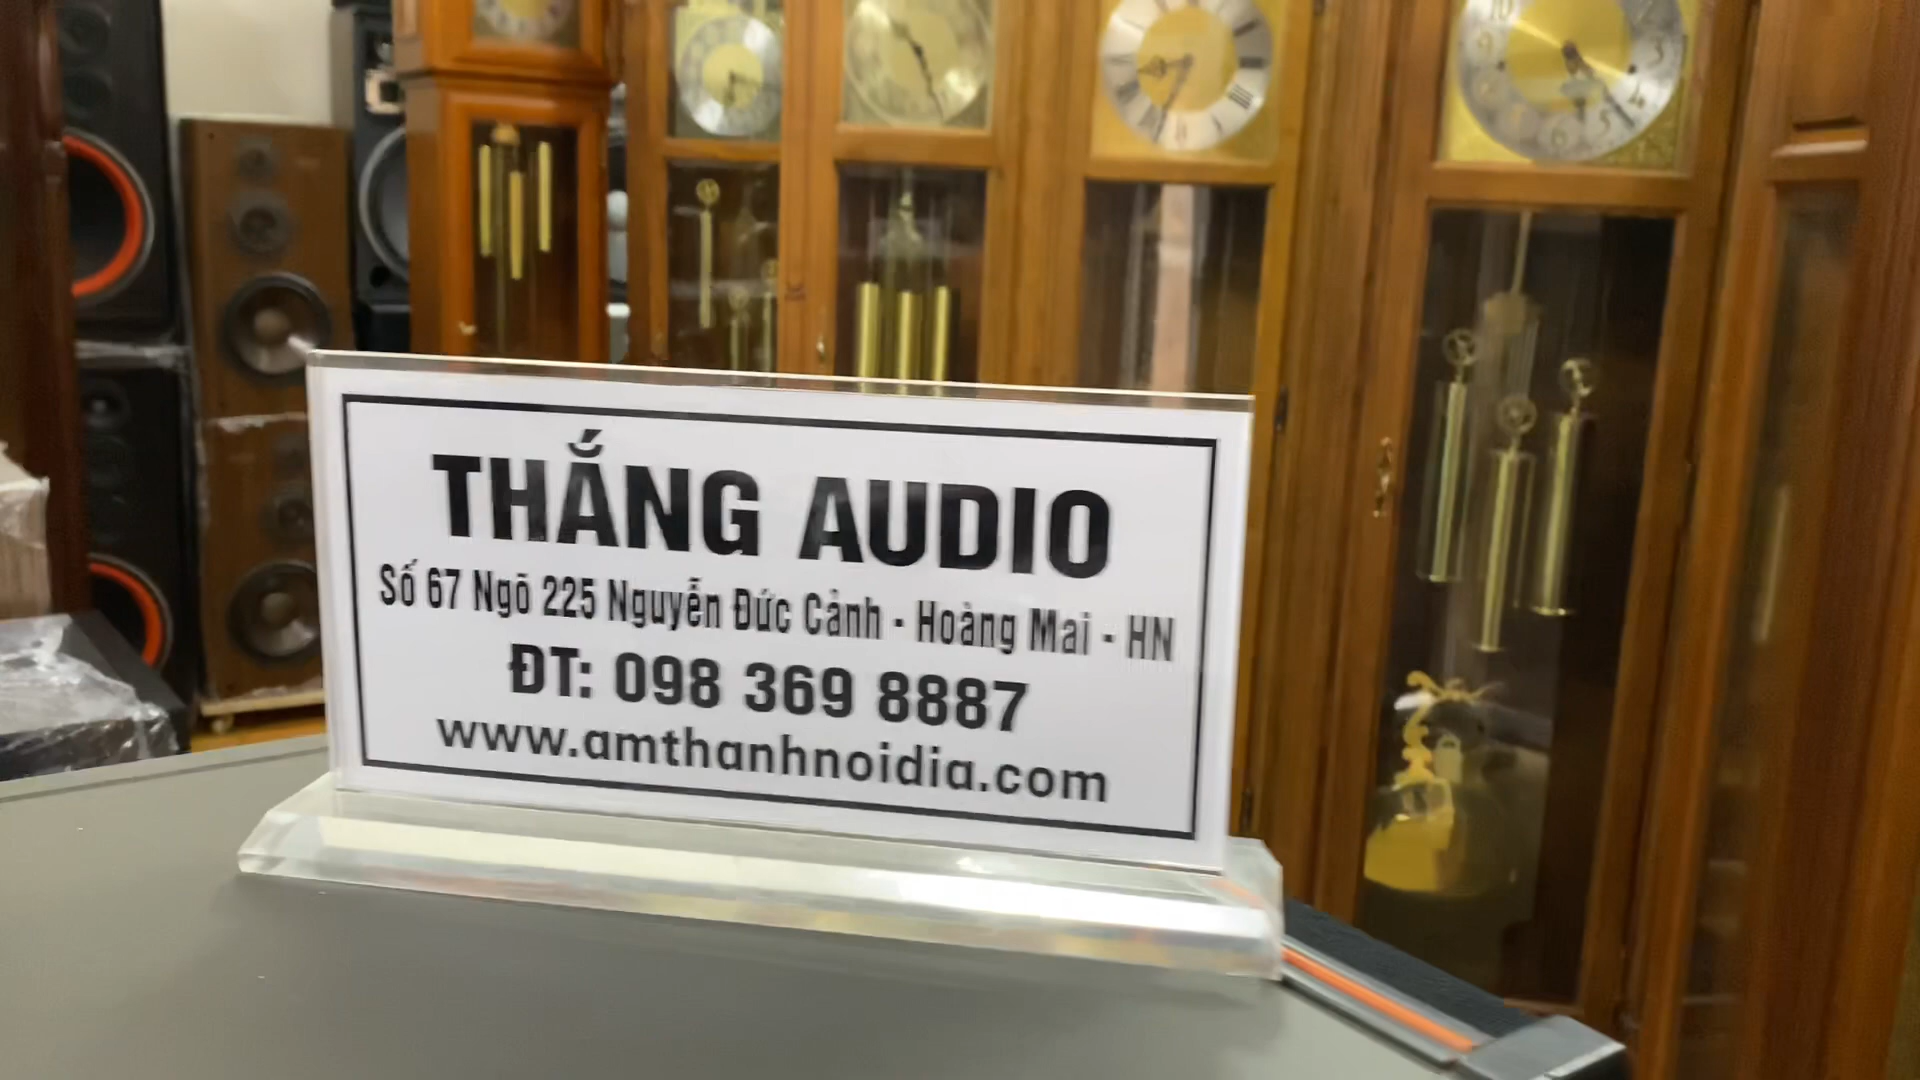 THẮNG AUDIO
Số 67 Ngõ 225 Nguyễn Đức Cảnh - Hoàng Mai - HN
ĐT: 098 369 8887
www.amthanhnoidia.com